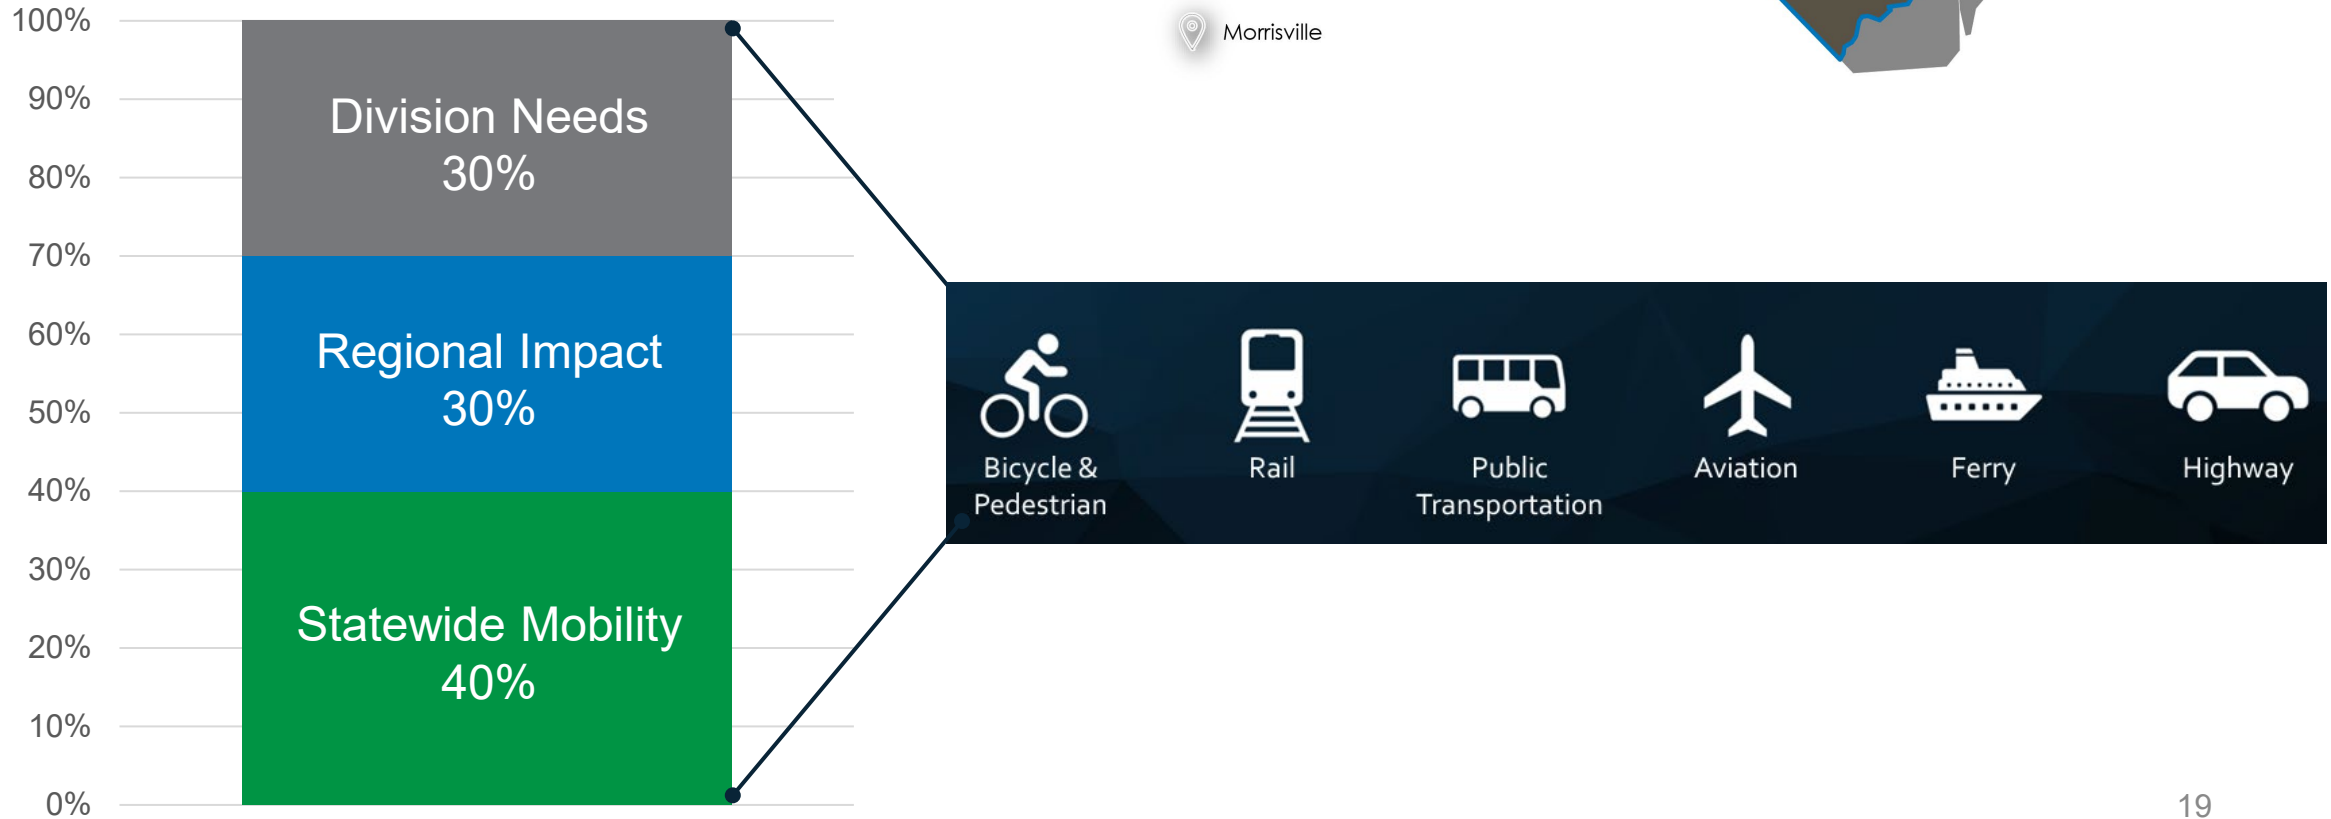 100%
90%
80%
70%
60%
50%
40%
30%
20%
10%
0%
Division Needs
30%
Regional Impact
30%
Statewide Mobility
40%
Morrisville
Bicycle &
Pedestrian
Rail
Public
Transportation
Aviation
Ferry
Highway
19